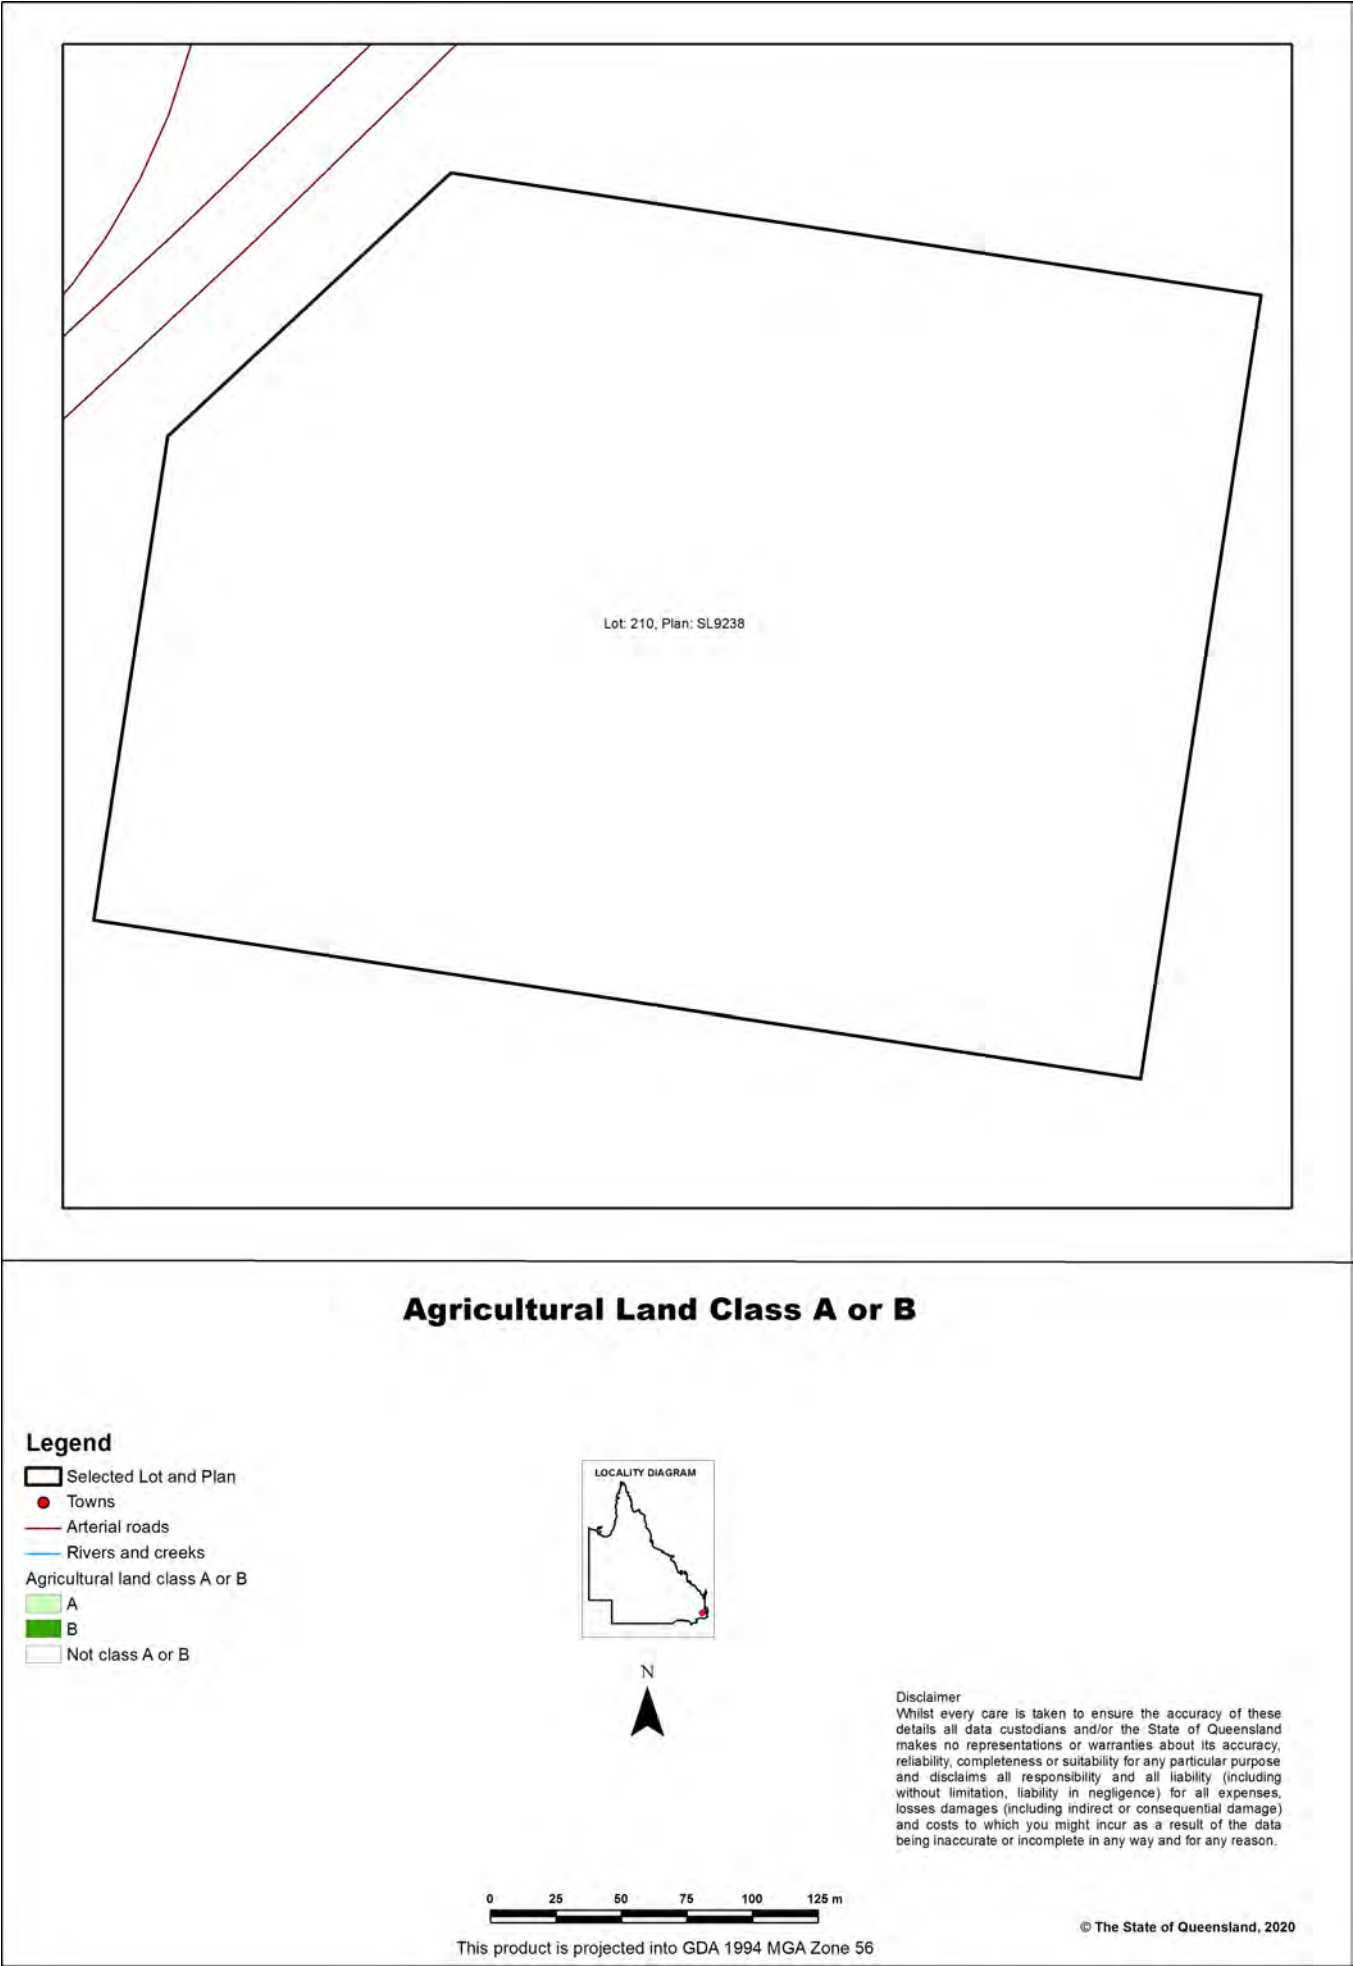 Lot: 210, Plan: SL9238
Agricultural Land Class A or B
Legend
Selected Lot and Plan
Towns
Arterial roads
Rivers and creeks
Agricultural land class A or B
A
B
Not class A or B
LOCALITY DIAGRAM
N
Disclaimer
Whilst every care is taken to ensure the accuracy of these
details all data custodians and/or the State of Queensland
makes no representations or warranties about its accuracy,
reliability, completeness or suitability for any particular purpose
and disclaims all responsibility and all liability (including
without limitation, liability in negligence) for all expenses,
losses damages (including indirect or consequential damage)
and costs to which you might incur as a result of the data
being inaccurate or incomplete in any way and for any reason.
0 25 50 75 100 125 m
© The State of Queensland, 2020
This product is projected into GDA 1994 MGA Zone 56